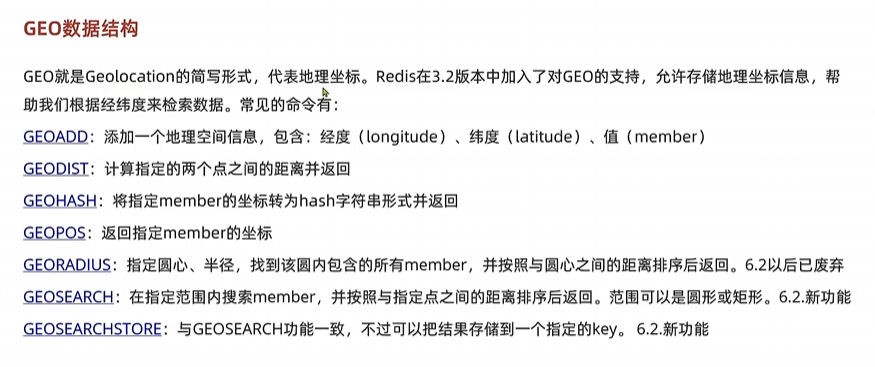 GEO数据结构
GEO就是Geolocation的简写形式，代表地理坐标。Redis在3.2版本中加入了对GEO的支持，允许存储地理坐标信息，帮
助我们根据经纬度来检索数据。常见的命令有：
GEOADD：添加一个地理空间信息，包含：经度（longitude）、纬度（latitude）、值（member）
GEODIST：计算指定的两个点之间的距离并返回
GEOHASH：将指定member的坐标转为hash字符串形式并返回
GEOPOS：返回指定member的坐标
GEORADIUS：指定圆心、半径，找到该圆内包含的所有member，并按照与圆心之间的距离排序后返回。6.2以后已废弃
GEOSEARCH：在指定范围内搜索member，并按照与指定点之间的距离排序后返回。范围可以是圆形或矩形。6.2.新功能
GEOSEARCHSTORE：与GEOSEARCH功能一致，不过可以把结果存储到一个指定的key。 6.2.新功能